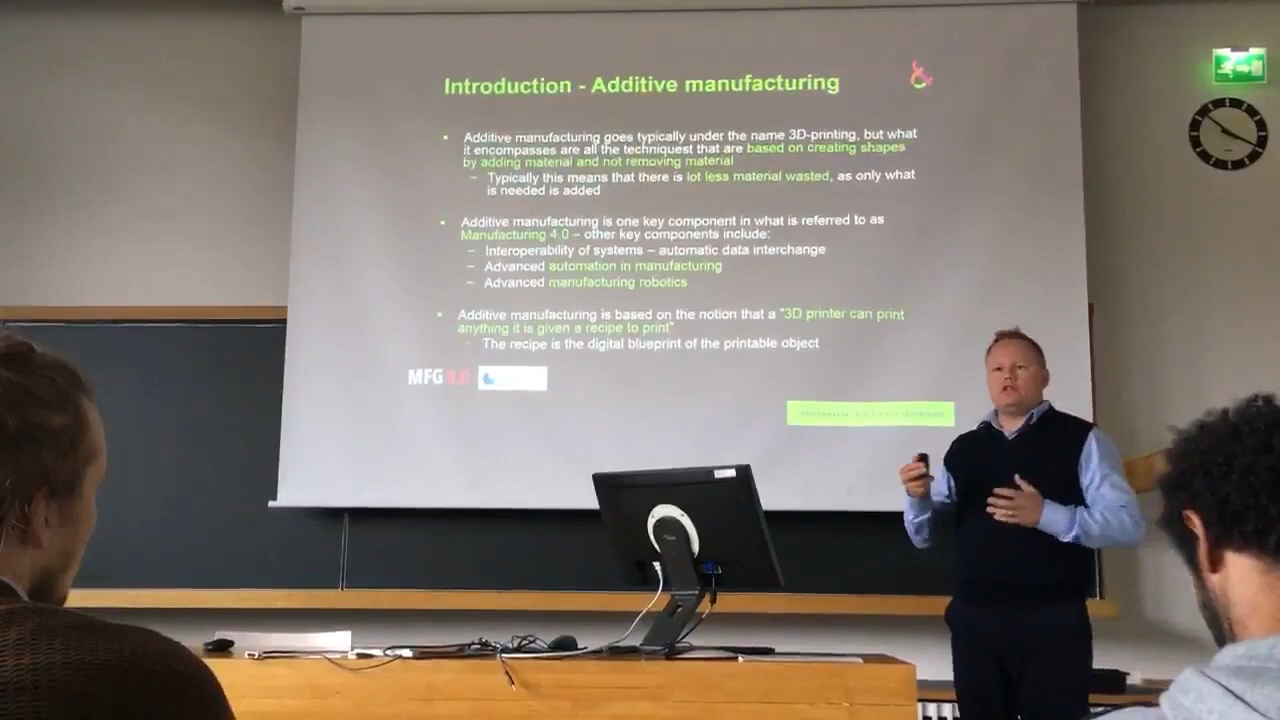 Introduction - Additive manufacturing
• Additive manufacturing goes typically under the name 3D-printing, but what
it encompasses are all the techniquest that are based on creating shapes
by adding material and not removing material
– Typically this means that there is lot less material wasted, as only what
is needed is added
• Additive manufacturing is one key component in what is referred to as
Manufacturing 4.0 – other key components include:
– Interoperability of systems – automatic data interchange
– Advanced automation in manufacturing
– Advanced manufacturing robotics
• Additive manufacturing is based on the notion that a "3D printer can print
anything it is given a recipe to print"
– The recipe is the digital blueprint of the printable object
MFG 4.0